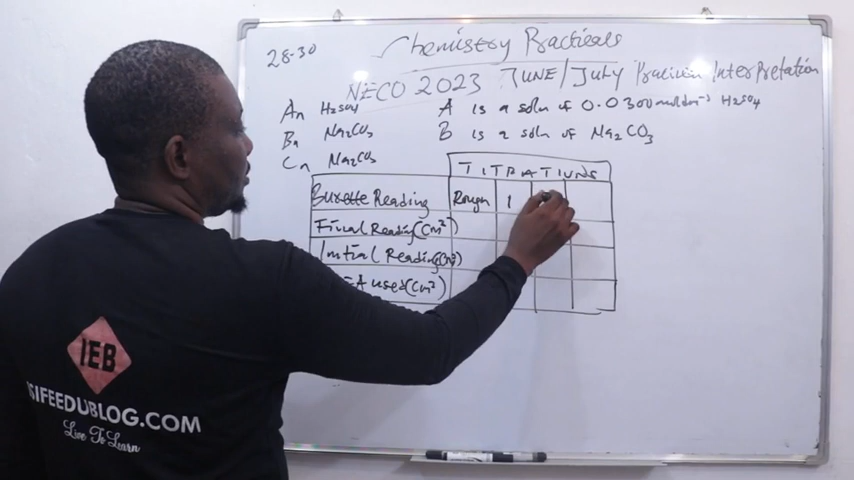 28-30
Chemistry Practicals
NECO 2023 JUNE/JULY Practical Interpretation
An H₂SO₄ A is a soln of 0.0300moldm⁻³ H₂SO₄
Bn Na₂CO₃ B is a soln of Na₂CO₃
Cn Na₂CO₃
TITRATIONS
Burette Reading Rough 1
Final Reading (Cm³)
Initial Reading (Cm³)
A used (Cm³)
IEB
SIFEEDUBLOG.COM
Live To Learn